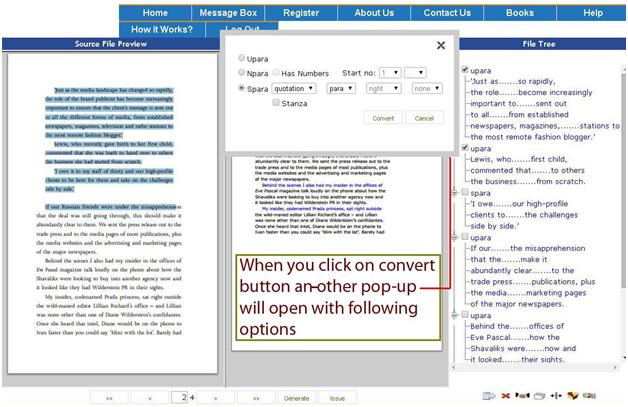 Home Message Box Register About Us Contact Us Books Help
How it Works? Log Out
Source File Preview
'Just as the media landscape has changed so rapidly,
the role of the brand publicist has become increasingly
important to ensure that the client's message is sent out
to all the different forms of media, from established
newspapers, magazines, television and radio stations to
the most remote fashion blogger.'
Lewis, who recently gave birth to her first child,
commented that she was loath to hand over to others
the business she had started from scratch.
'I owe it to my staff of thirty and our high-profile
clients to be here for them and take on the challenges
side by side.'
If our Russian friends were under the misapprehension
that the deal was still going through, this should make it
abundantly clear to them. We sent the press release out to the
trade press and to the media pages of most publications, plus
the media websites and the advertising and marketing pages
of the major newspapers.
Behind the scenes I also had my insider in the offices of
Eve Pascal magazine talk loudly on the phone about how the
Shavaliks were looking to buy into another agency now and
it looked like they had Wilderstein PR in their sights.
My insider, codenamed Prada princess, sat right outside
the wild-maned editor Lillian Richard's office – and Lillian
was none other than one of Diane Wilderstein's confidantes.
Once she heard that intel, Diane would be on the phone to
Ivan faster than you could say 'blini with the lot'. Barely had
×
Upara
Npara Has Numbers Start no: 1
Spara quotation para right none
Stanza
Convert Cancel
abundantly clear to them. We sent the press release out to the trade
press and to the media pages of most publications, plus
the media websites and the advertising and marketing pages
of the major newspapers.
Behind the scenes I also had my insider in the offices of
Eve Pascal magazine talk loudly on the phone about how the
Shavaliks were looking to buy into another agency now and
it looked like they had Wilderstein PR in their sights.
My insider, codenamed Prada princess, sat right outside
the wild-maned editor Lillian Richard's office – and Lillian
was none other than one of Diane Wilderstein's confidantes.
Once she heard that intel, Diane would be on the phone to
Ivan faster than you could say 'blini with the lot'. Barely had
When you click on convert
button an other pop-up
will open with following
options
File Tree
upara
'Just as.......so rapidly,
the role.......become increasingly
important to.......sent out
to all.......from established
newspapers, magazines,.......stations to
the most remote fashion blogger.'
upara
Lewis, who.......first child,
commented that.......to others
the business.......from scratch.
spara
'I owe.......our high-profile
clients to.......the challenges
side by side.'
upara
If our.......the misapprehension
that the.......make it
abundantly clear.......to the
trade press.......publications, plus
the media.......marketing pages
of the major newspapers.
upara
Behind the.......offices of
Eve Pascal.......how the
Shavaliks were.......now and
it looked.......their sights.
<< < 2 4 > >> Generate Issue